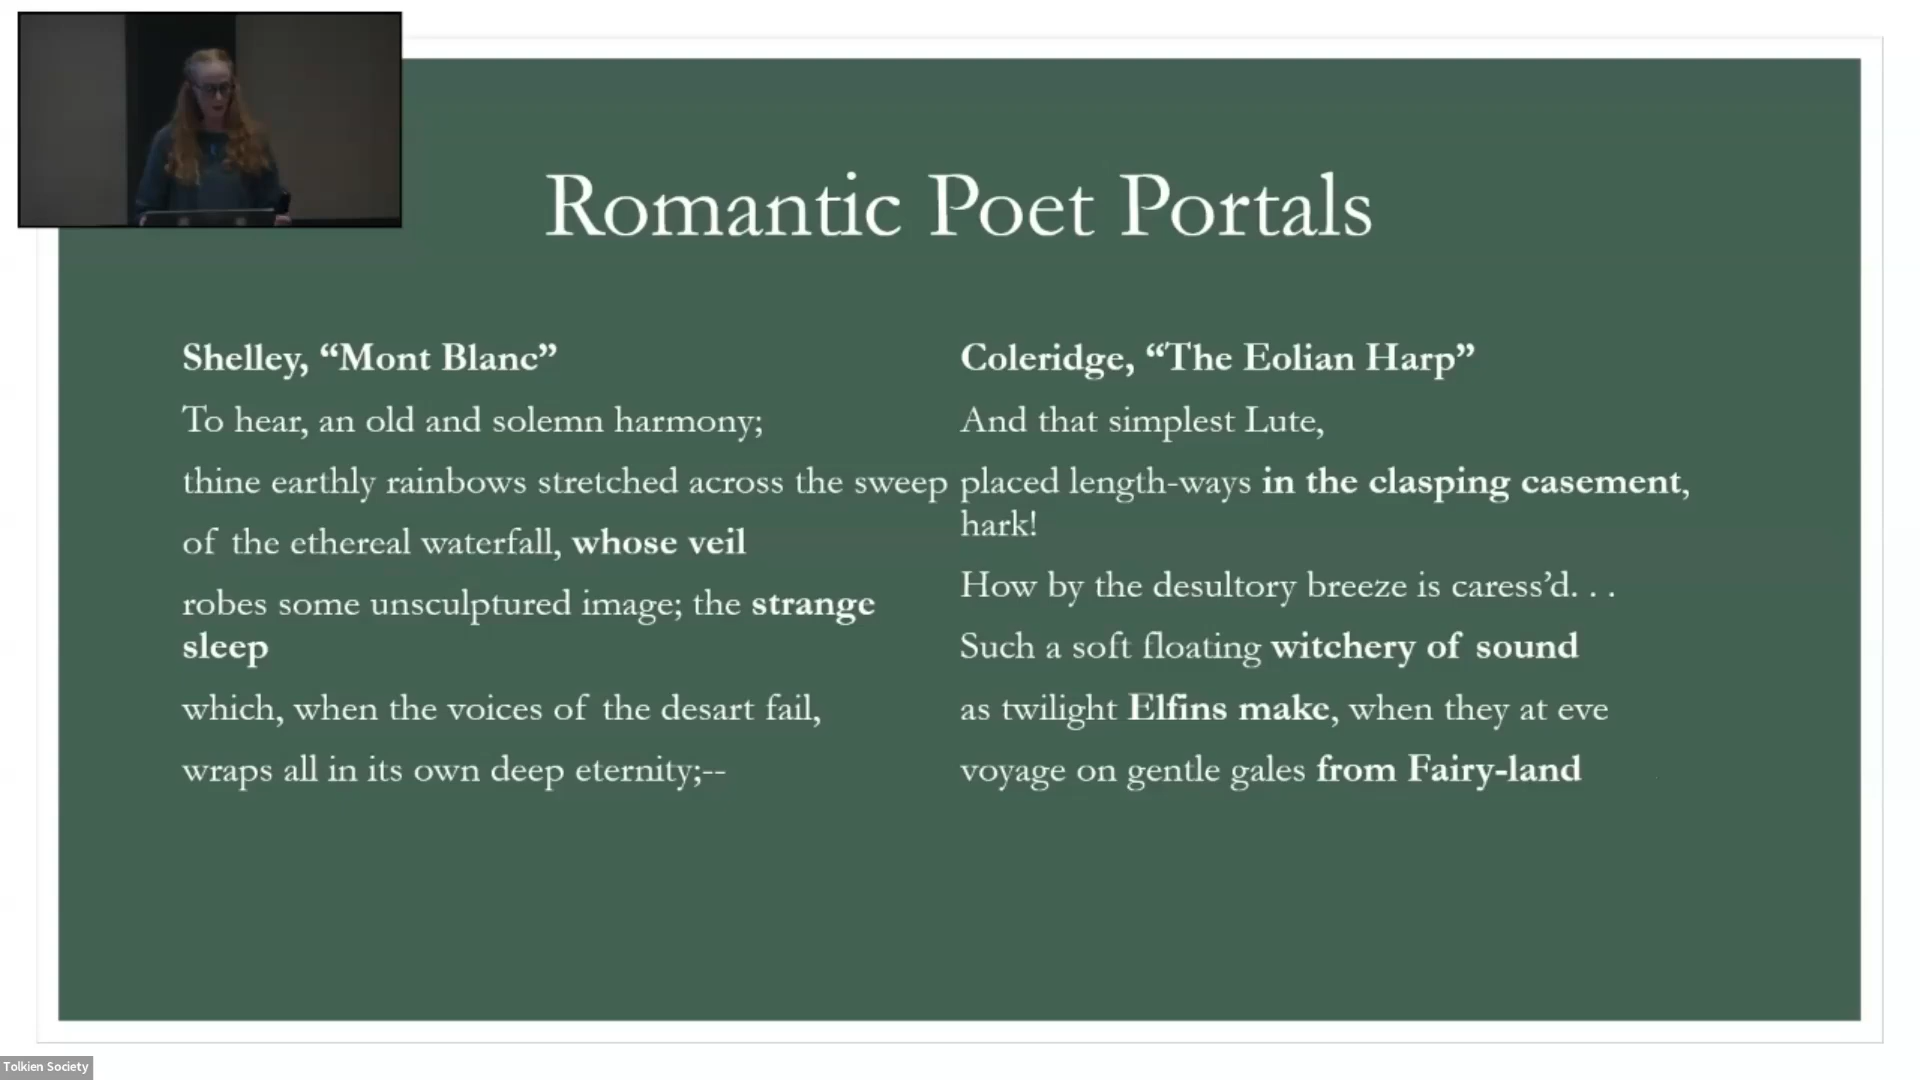 Romantic Poet Portals
Shelley, “Mont Blanc”
To hear, an old and solemn harmony;
thine earthly rainbows stretched across the sweep
of the ethereal waterfall, whose veil
robes some unsculptured image; the strange
sleep
which, when the voices of the desart fail,
wraps all in its own deep eternity;--
Coleridge, “The Eolian Harp”
And that simplest Lute,
placed length-ways in the clasping casement,
hark!
How by the desultory breeze is caress’d. . .
Such a soft floating witchery of sound
as twilight Elfins make, when they at eve
voyage on gentle gales from Fairy-land
Tolkien Society